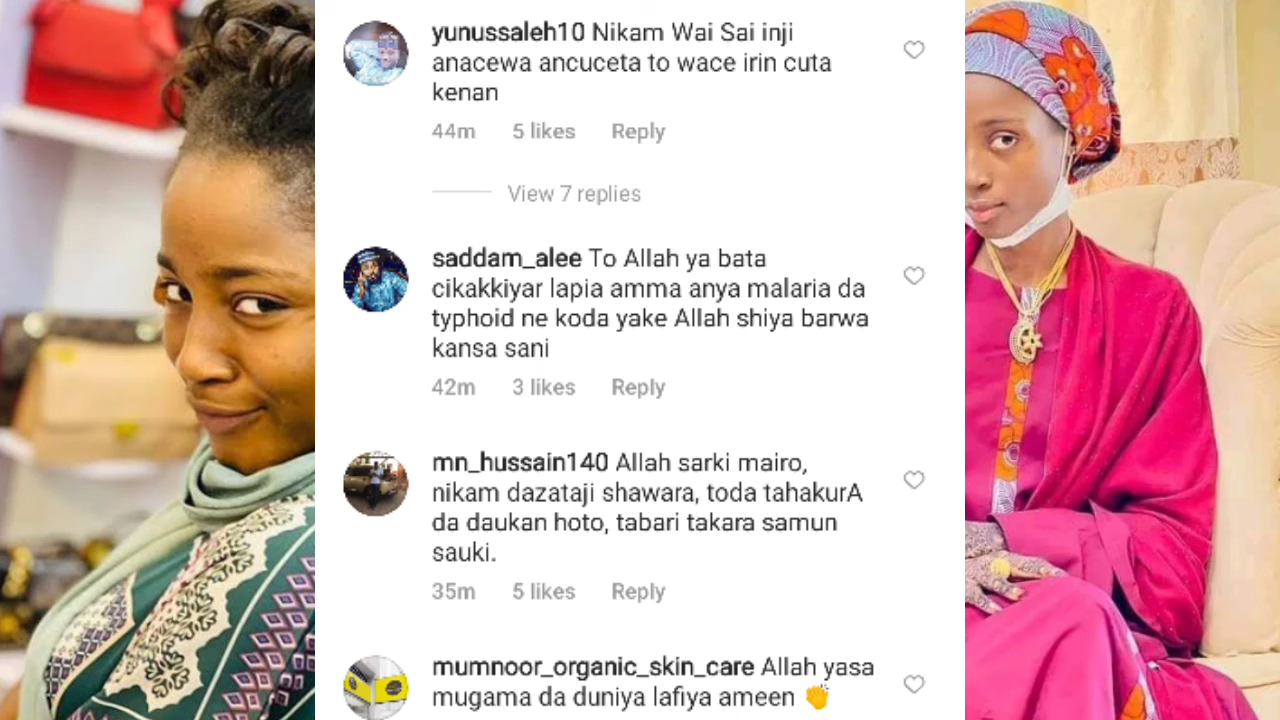 yunussaleh10 Nikam Wai Sai inji
anacewa ancuceta to wace irin cuta
kenan
44m 5 likes Reply
View 7 replies
saddam_alee To Allah ya bata
cikakkiyar lapia amma anya malaria da
typhoid ne koda yake Allah shiya barwa
kansa sani
42m 3 likes Reply
mn_hussain140 Allah sarki mairo,
nikam dazataji shawara, toda tahakurA
da daukan hoto, tabari takara samun
sauki.
35m 5 likes Reply
mumnoor_organic_skin_care Allah yasa
mugama da duniya lafiya ameen 👏